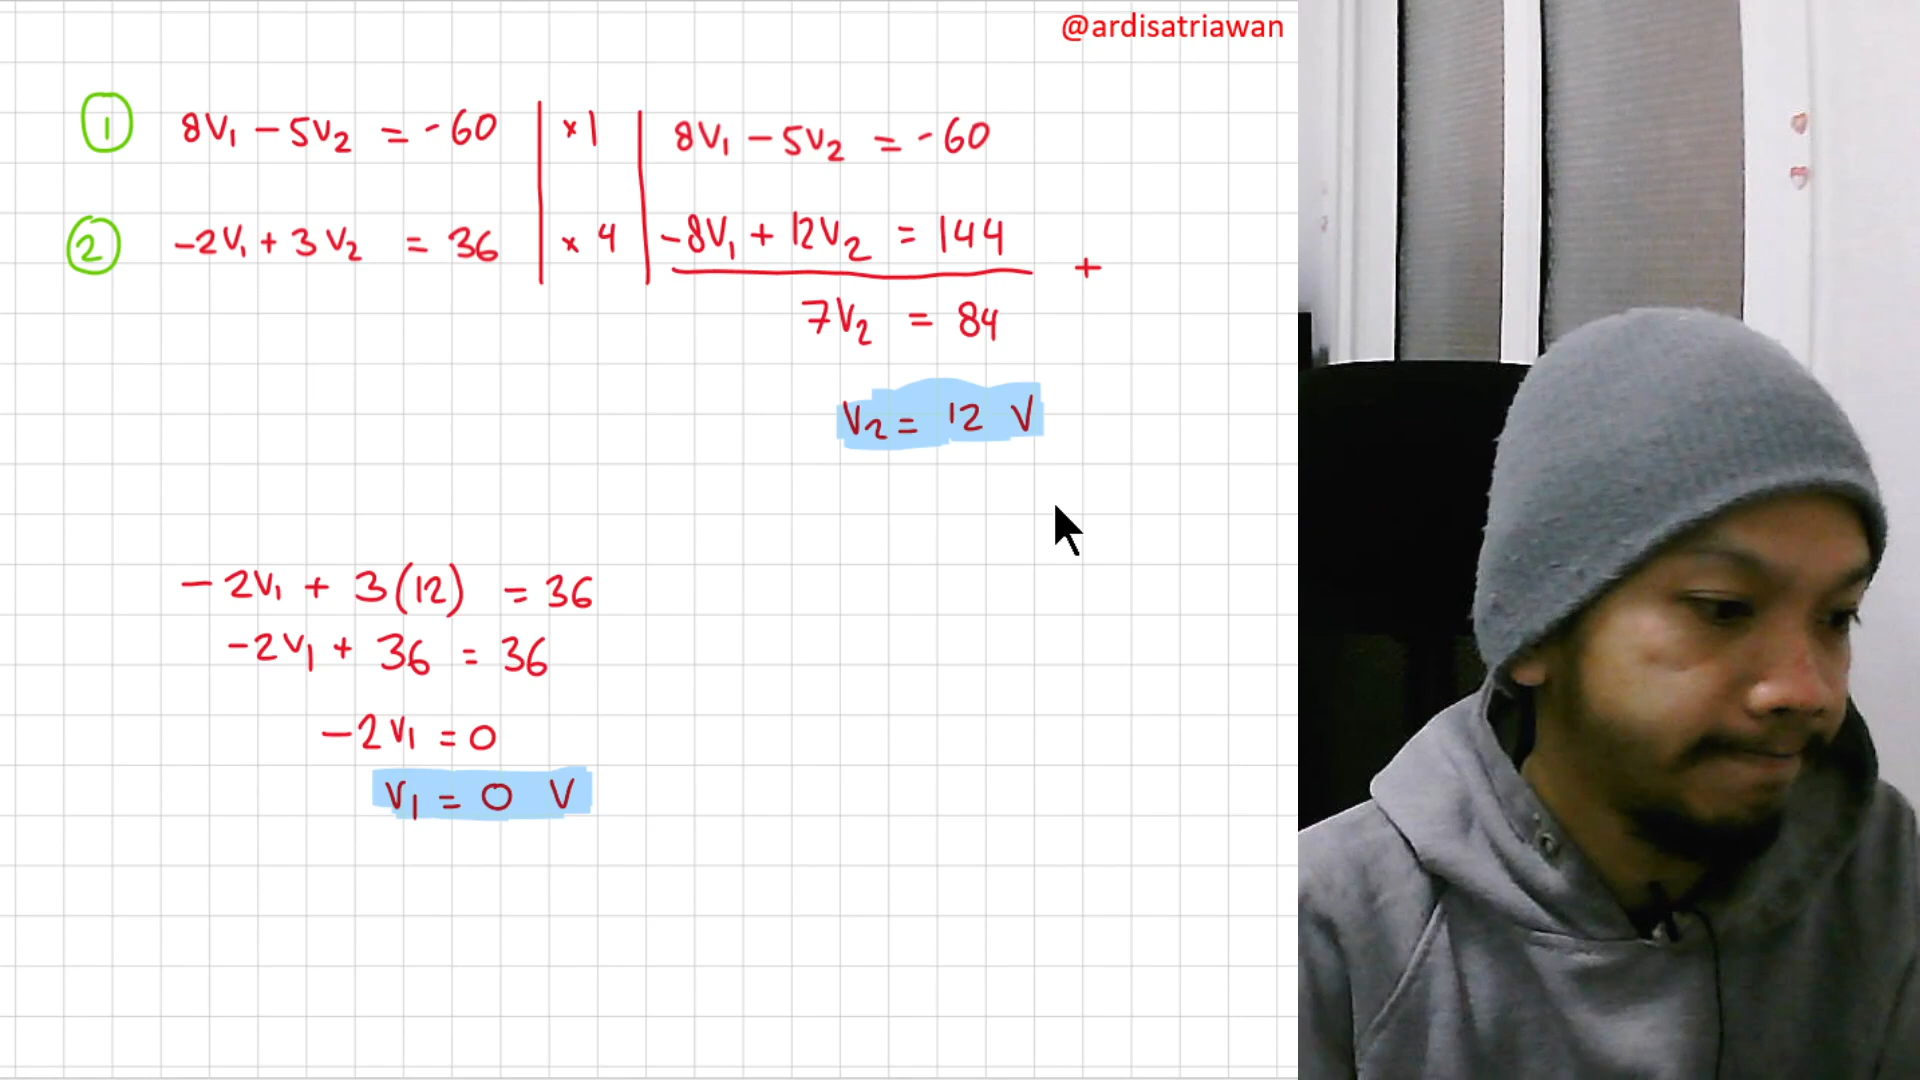 @ardisatriawan
① 8V₁ − 5V₂ = -60 | × 1 | 8V₁ − 5V₂ = -60
② −2V₁ + 3V₂ = 36 | × 4 | −8V₁ + 12V₂ = 144
+
7V₂ = 84
V₂ = 12 V
−2V₁ + 3(12) = 36
−2V₁ + 36 = 36
−2V₁ = 0
V₁ = 0 V